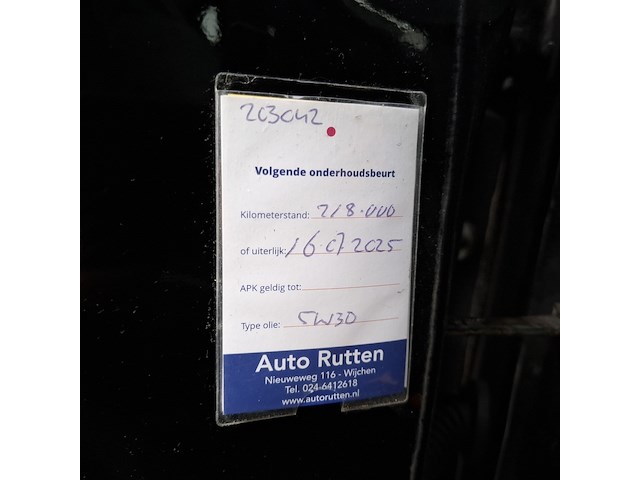 203042
Volgende onderhoudsbeurt
Kilometerstand: 218.000
of uiterlijk: 16 07 2025
APK geldig tot:
Type olie: 5W30
Auto Rutten
Nieuweweg 116 - Wijchen
Tel. 024-6412618
www.autorutten.nl